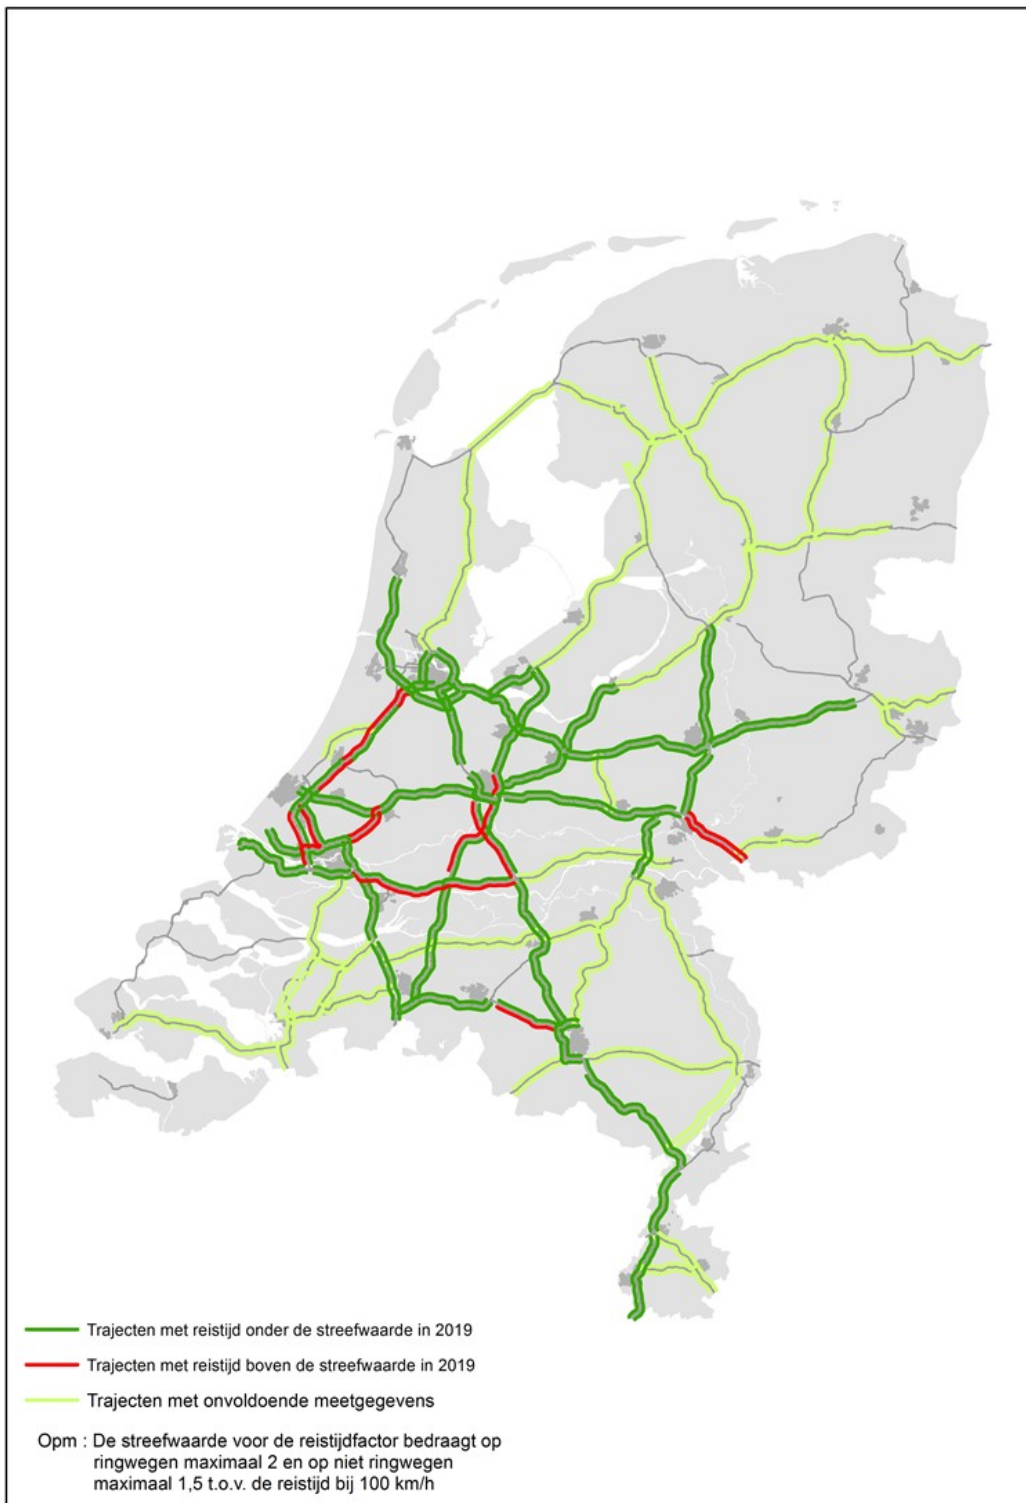 Trajecten met reistijd onder de streefwaarde in 2019
Trajecten met reistijd boven de streefwaarde in 2019
Trajecten met onvoldoende meetgegevens
Opm : De streefwaarde voor de reistijdfactor bedraagt op
ringwegen maximaal 2 en op niet ringwegen
maximaal 1,5 t.o.v. de reistijd bij 100 km/h